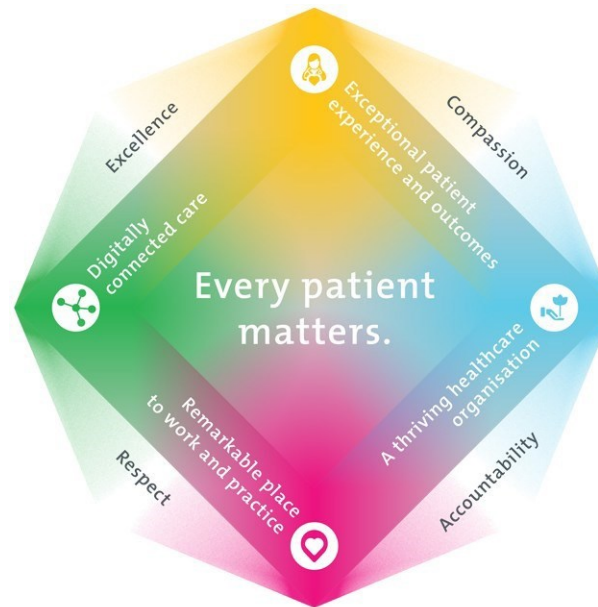 Excellence
Compassion
Exceptional patient
experience and outcomes
Digitally
connected care
Every patient
matters.
A thriving healthcare
organisation
Remarkable place
to work and practice
Respect
Accountability